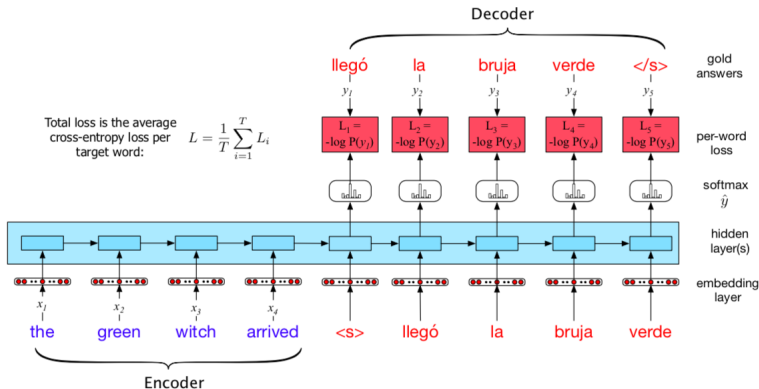 Decoder
llegó la bruja verde </s>
gold answers
y1 y2 y3 y4 y5
Total loss is the average
cross-entropy loss per
target word:
L = 1/T ∑_{i=1}^{T} L_i
L1 = -log P(y1)
L2 = -log P(y2)
L3 = -log P(y3)
L4 = -log P(y4)
L5 = -log P(y5)
per-word loss
softmax
ŷ
hidden layer(s)
embedding layer
x1 x2 x3 x4
the green witch arrived <s> llegó la bruja verde
Encoder